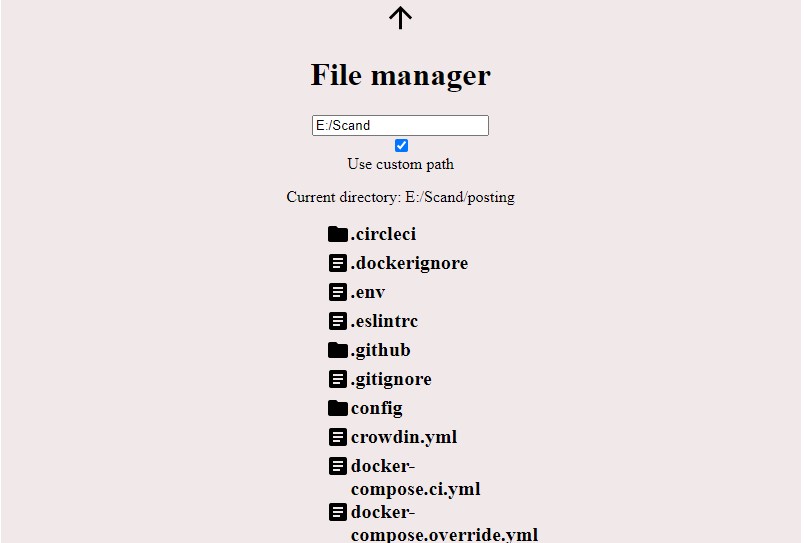 File manager
E:/Scand
Use custom path
Current directory: E:/Scand/posting
.circleci
.dockerignore
.env
.eslintrc
.github
.gitignore
config
crowdin.yml
docker-
compose.ci.yml
docker-
compose.override.yml